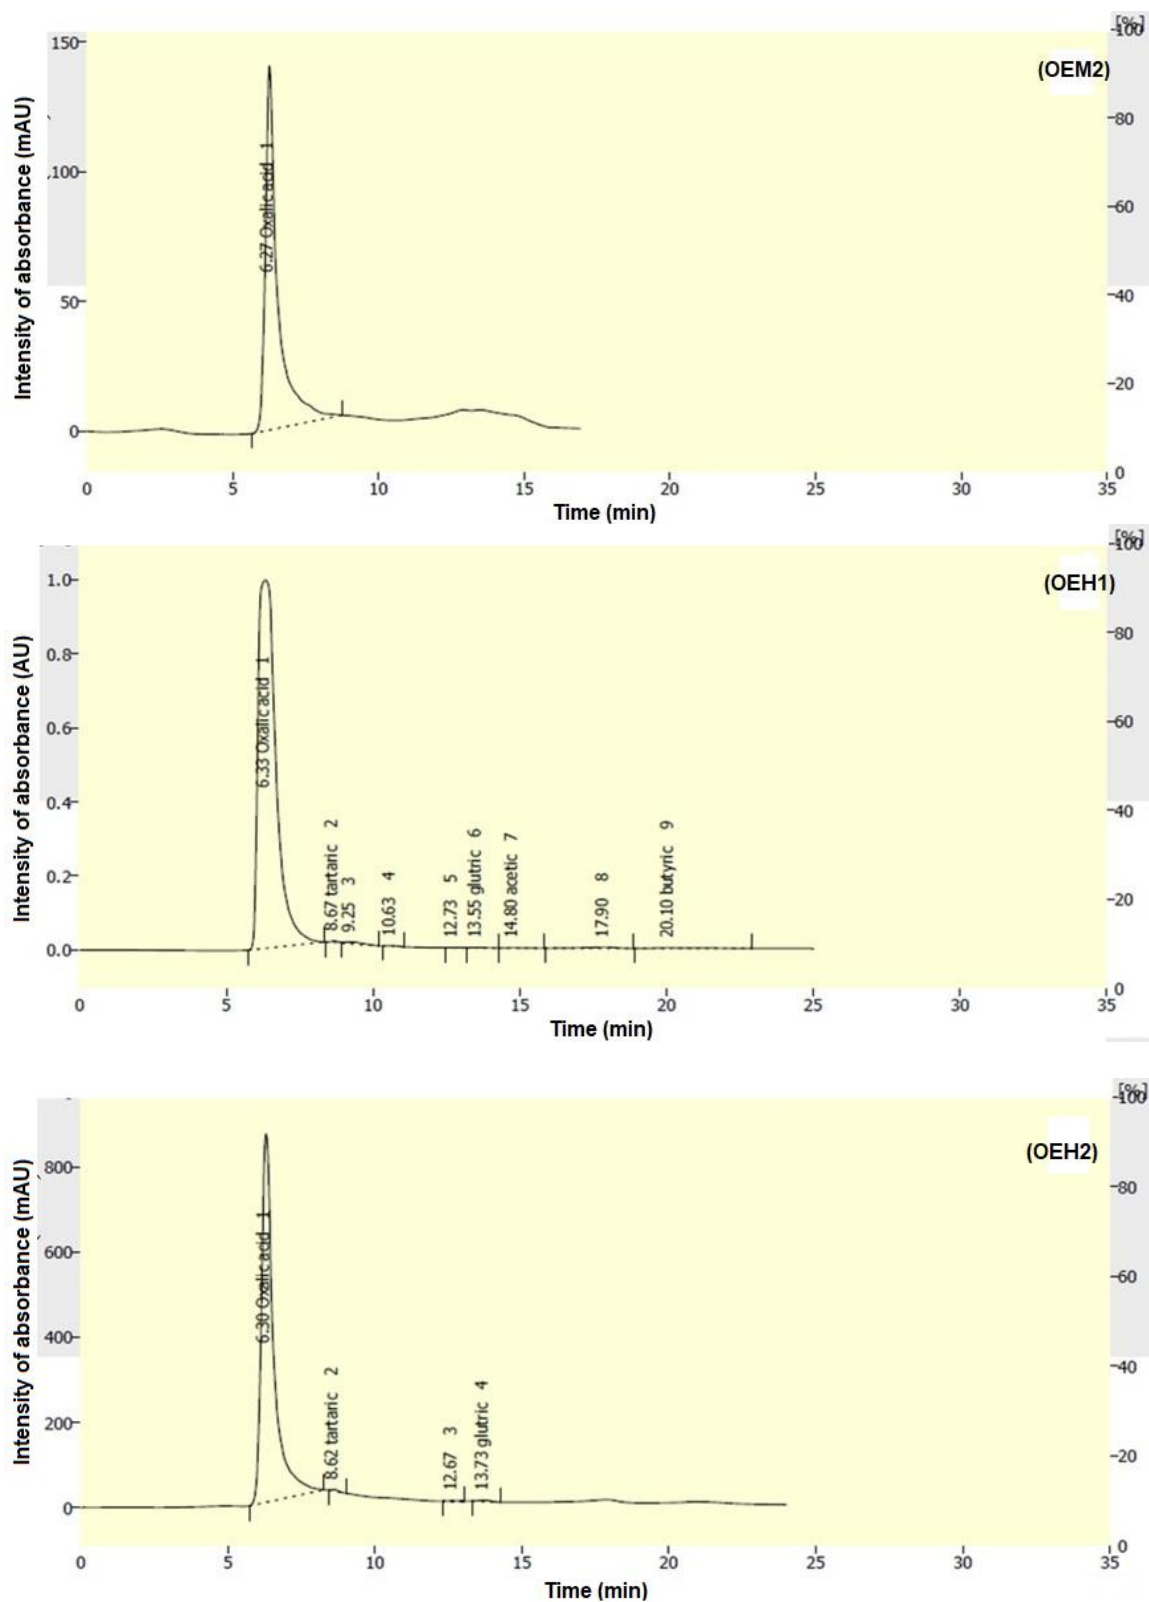 [%]
100
(OEM2)
150
100
50
0
80
60
40
20
0
Intensity of absorbance (mAU)
6.27 Oxalic acid 1
0 5 10 15 20 25 30 35
Time (min)
[%]
100
(OEH1)
1.0
0.8
0.6
0.4
0.2
0.0
80
60
40
20
0
Intensity of absorbance (AU)
6.33 Oxalic acid 1
8.67 tartaric 2
9.25 3
10.63 4
12.73 5
13.55 glutric 6
14.80 acetic 7
17.90 8
20.10 butyric 9
0 5 10 15 20 25 30 35
Time (min)
[%]
100
(OEH2)
800
600
400
200
0
80
60
40
20
0
Intensity of absorbance (mAU)
6.30 Oxalic acid 1
8.62 tartaric 2
12.67 3
13.73 glutric 4
0 5 10 15 20 25 30 35
Time (min)